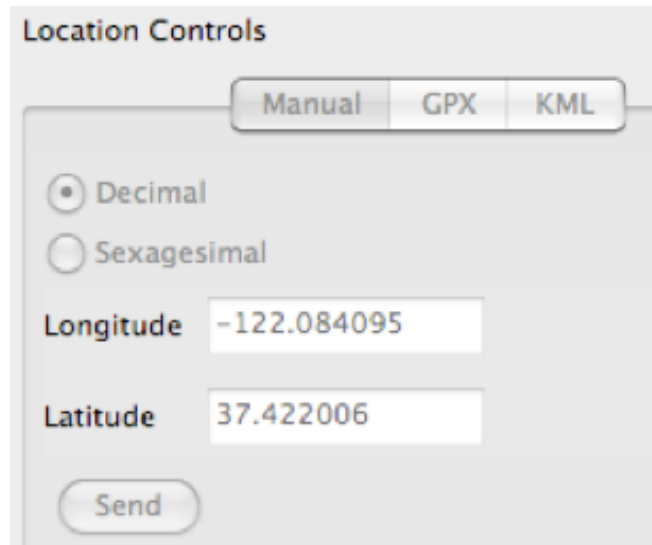 Location Controls
Manual GPX KML
Decimal
Sexagesimal
Longitude -122.084095
Latitude 37.422006
Send